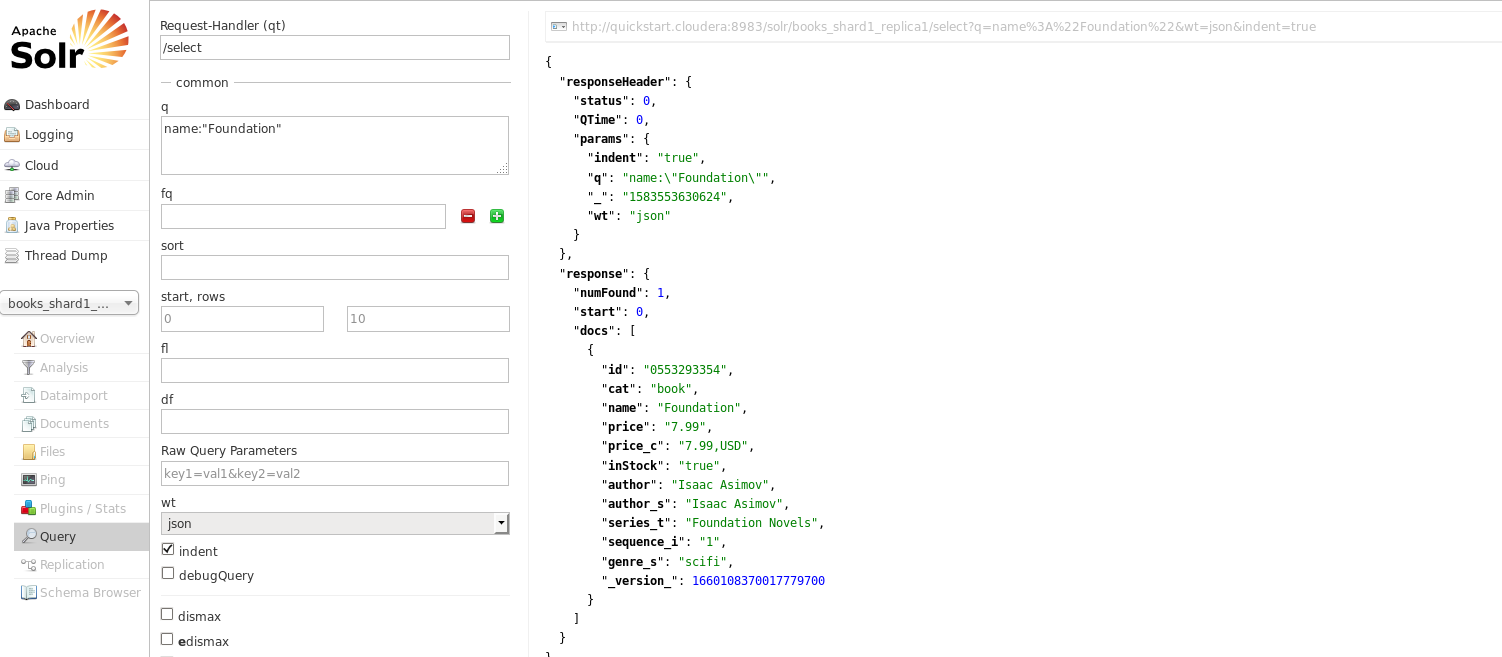 Apache
Solr
Dashboard
Logging
Cloud
Core Admin
Java Properties
Thread Dump
books_shard1_...
Overview
Analysis
Dataimport
Documents
Files
Ping
Plugins / Stats
Query
Replication
Schema Browser
Request-Handler (qt)
/select
common
q
name:"Foundation"
fq
sort
start, rows
0 10
fl
df
Raw Query Parameters
key1=val1&key2=val2
wt
json
indent
debugQuery
dismax
edismax
http://quickstart.cloudera:8983/solr/books_shard1_replica1/select?q=name%3A%22Foundation%22&wt=json&indent=true
{
"responseHeader": {
"status": 0,
"QTime": 0,
"params": {
"indent": "true",
"q": "name:\"Foundation\"",
"_": "1583553630624",
"wt": "json"
}
},
"response": {
"numFound": 1,
"start": 0,
"docs": [
{
"id": "0553293354",
"cat": "book",
"name": "Foundation",
"price": "7.99",
"price_c": "7.99,USD",
"inStock": "true",
"author": "Isaac Asimov",
"author_s": "Isaac Asimov",
"series_t": "Foundation Novels",
"sequence_i": "1",
"genre_s": "scifi",
"_version_": 1660108370017779700
}
]
}
}